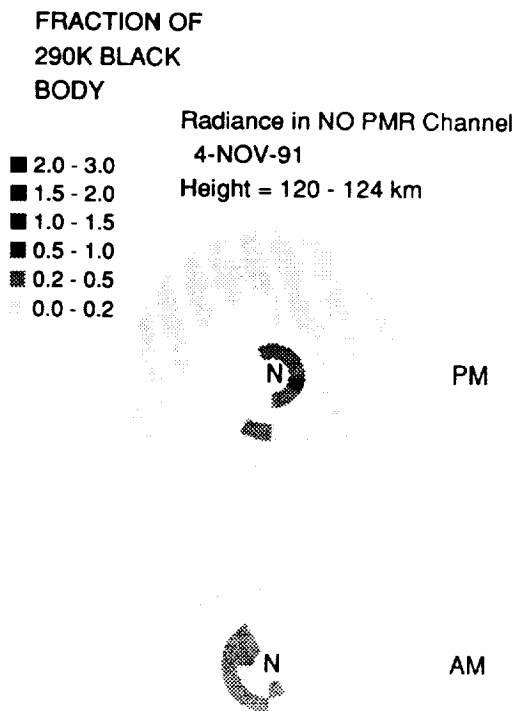 FRACTION OF
290K BLACK
BODY
Radiance in NO PMR Channel
4-NOV-91
Height = 120 - 124 km
2.0 - 3.0
1.5 - 2.0
1.0 - 1.5
0.5 - 1.0
0.2 - 0.5
0.0 - 0.2
N
PM
N
AM